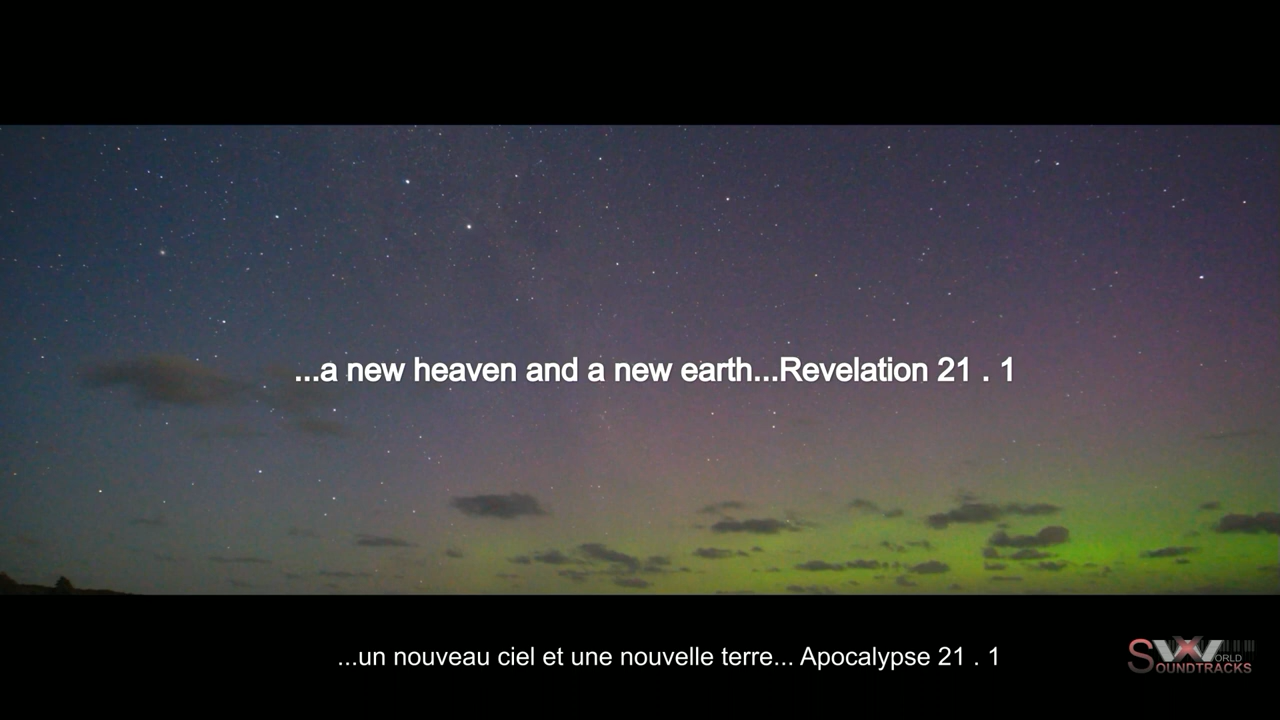 ...a new heaven and a new earth...Revelation 21 . 1
...un nouveau ciel et une nouvelle terre... Apocalypse 21 . 1
WORLD
SOUNDTRACKS